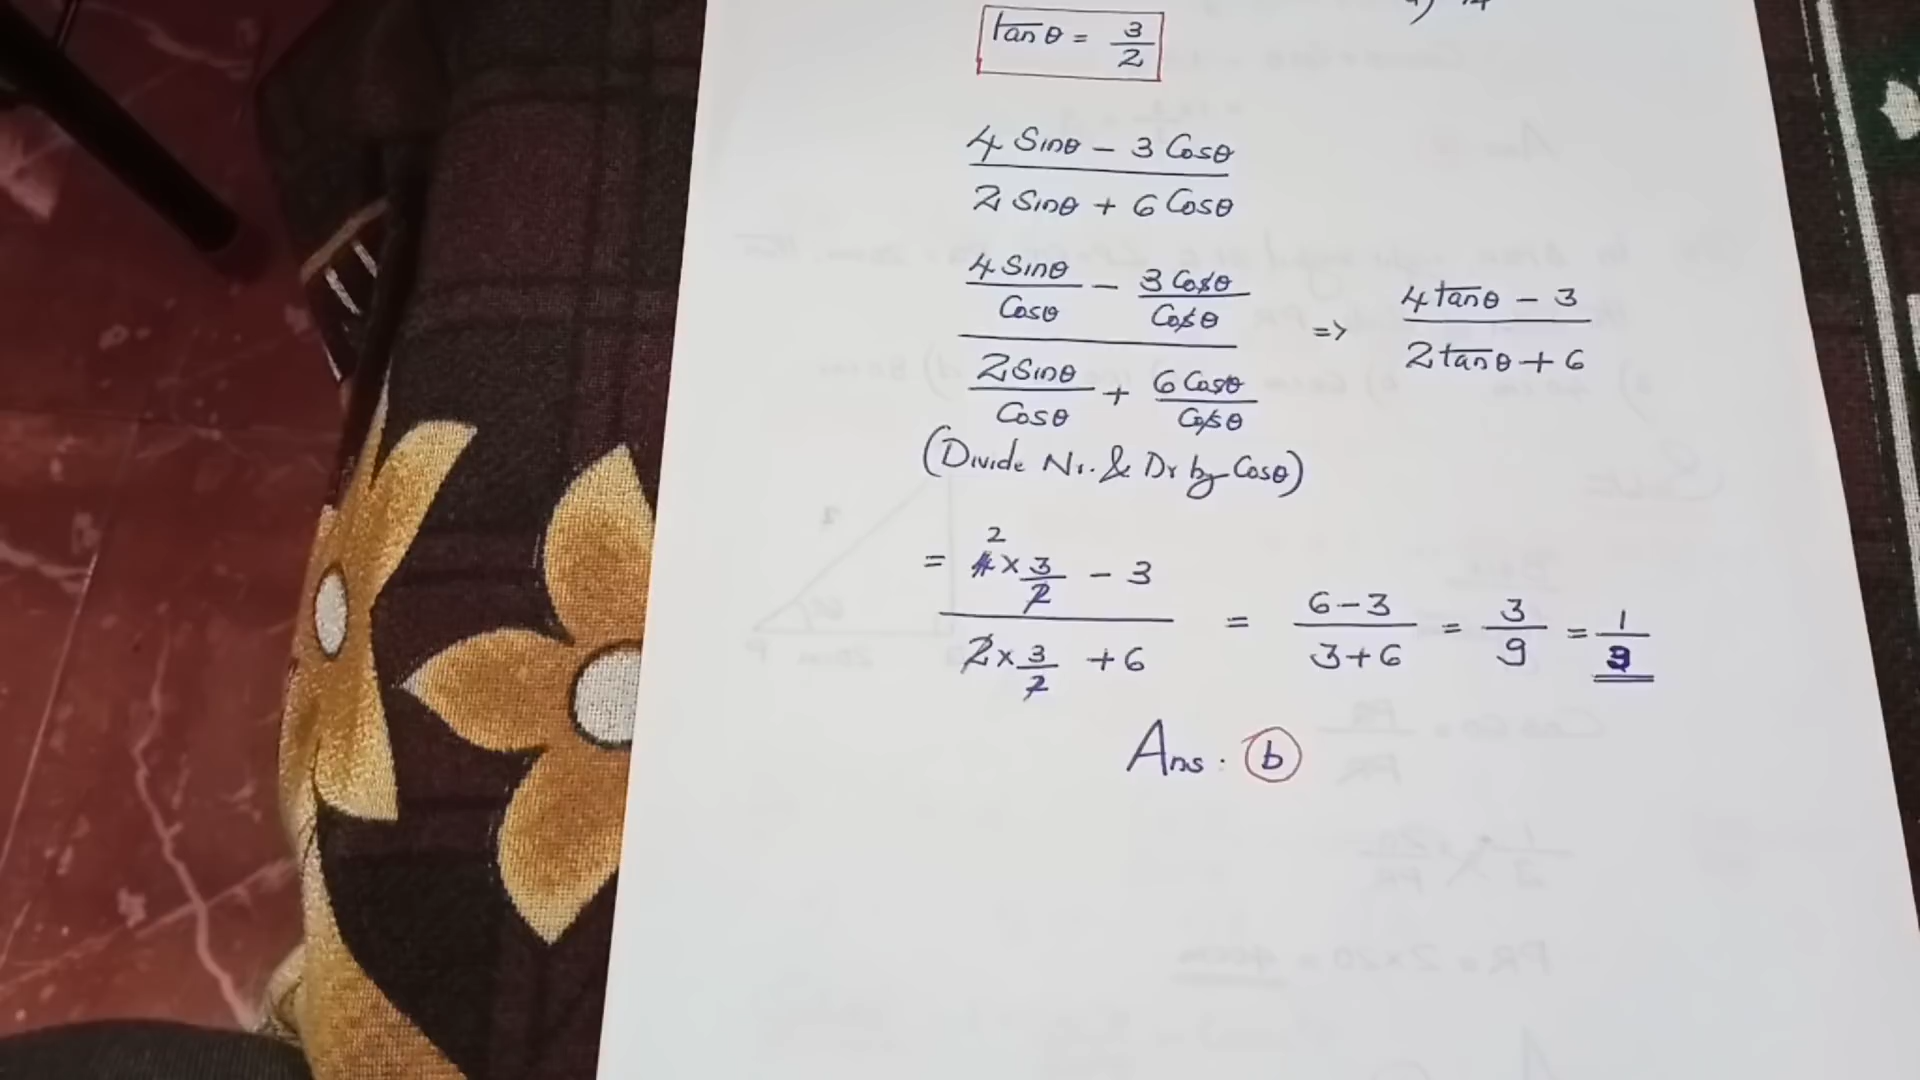 tanθ = 3/2
4 Sinθ − 3 Cosθ
2 Sinθ + 6 Cosθ
4 Sinθ/Cosθ − 3 Cosθ/Cosθ
2 Sinθ/Cosθ + 6 Cosθ/Cosθ
=> 4 tanθ − 3 / 2 tanθ + 6
(Divide Nr. & Dr by Cosθ)
2
= 4 × 3/2 − 3
2 × 3/2 + 6
= 6−3 / 3+6 = 3/9 = 1/3
Ans. b